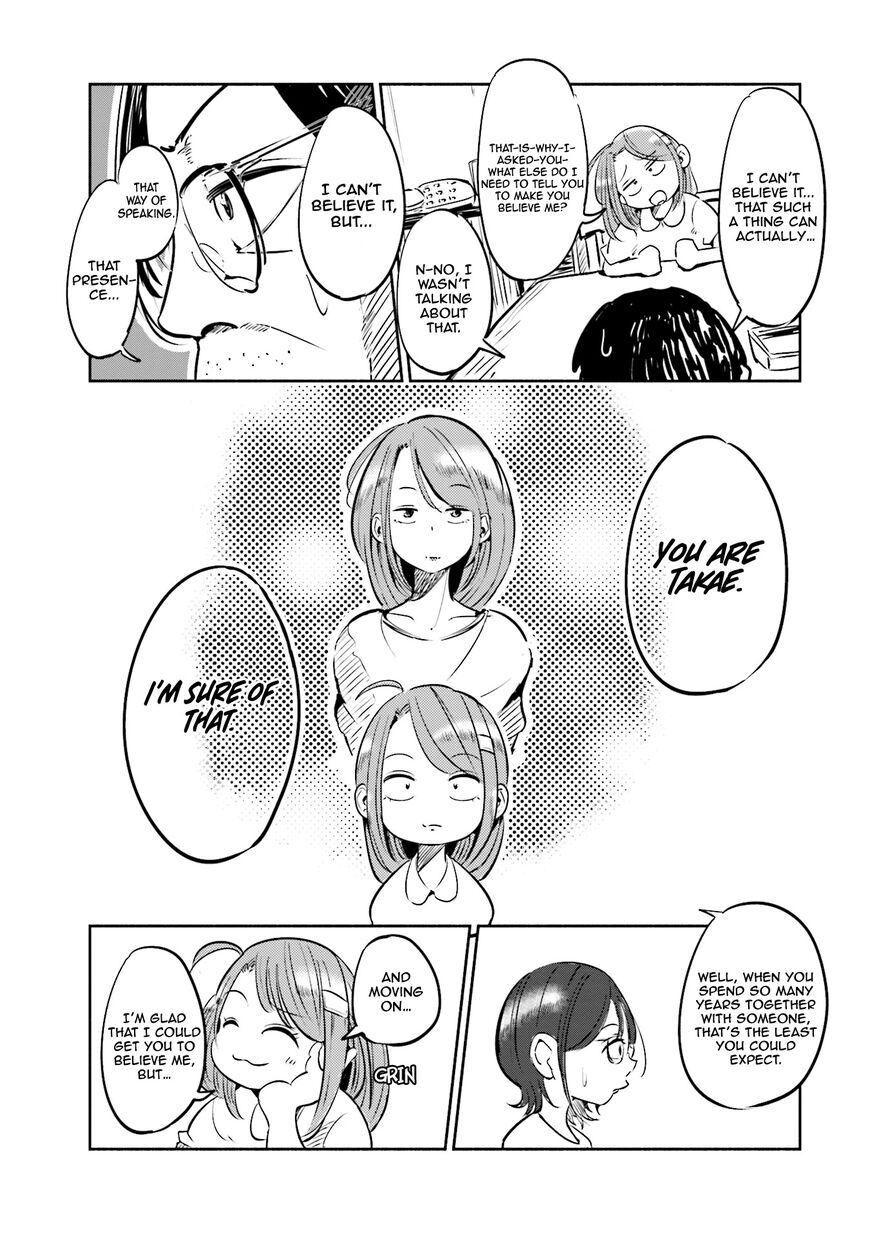 I CAN'T
BELIEVE IT...
THAT SUCH
A THING CAN
ACTUALLY...
THAT-IS-WHY-I-
ASKED-YOU-
WHAT ELSE DO I
NEED TO TELL YOU
TO MAKE YOU
BELIEVE ME?
N-NO, I
WASN'T
TALKING
ABOUT
THAT.
I CAN'T
BELIEVE IT,
BUT...
THAT
WAY OF
SPEAKING.
THAT
PRESEN-
CE...
YOU ARE
TAKAE.
I'M SURE OF
THAT
WELL, WHEN YOU
SPEND SO MANY
YEARS TOGETHER
WITH SOMEONE,
THAT'S THE LEAST
YOU COULD
EXPECT.
AND
MOVING
ON...
GRIN
I'M GLAD
THAT I COULD
GET YOU TO
BELIEVE ME,
BUT...